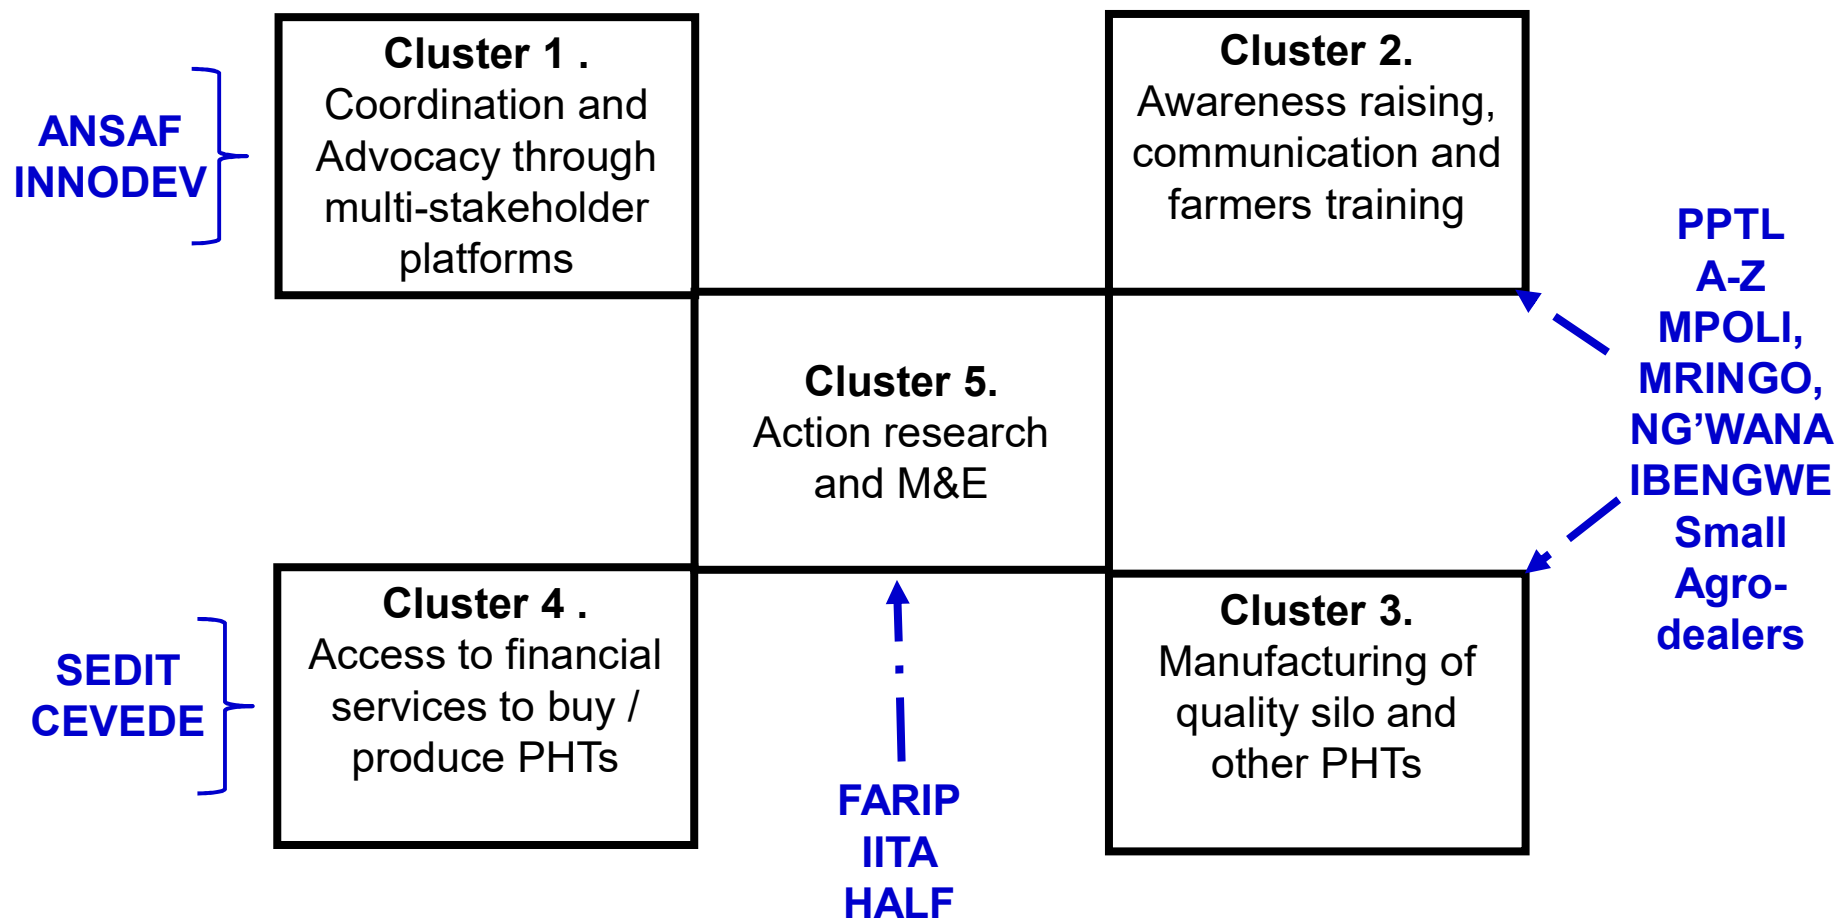 ANSAF
INNODEV
Cluster 1 .
Coordination and
Advocacy through
multi-stakeholder
platforms
Cluster 2.
Awareness raising,
communication and
farmers training
PPTL
A-Z
MPOLI,
MRINGO,
NG’WANA
IBENGWE
Small
Agro-
dealers
Cluster 5.
Action research
and M&E
SEDIT
CEVEDE
Cluster 4 .
Access to financial
services to buy /
produce PHTs
FARIP
IITA
HALF
Cluster 3.
Manufacturing of
quality silo and
other PHTs